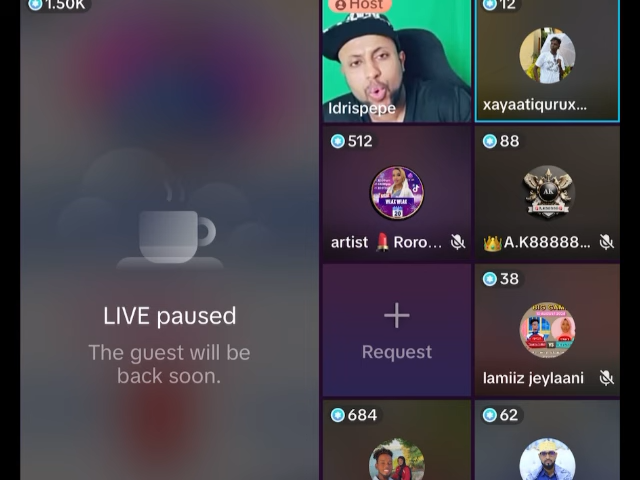 1.50K
Host
12
Idrispepe
xayaatiqurux...
512
88
artist 💄Roro...
👑A.K88888...
38
LIVE paused
The guest will be
back soon.
Request
lamiiz jeylaani
684
62